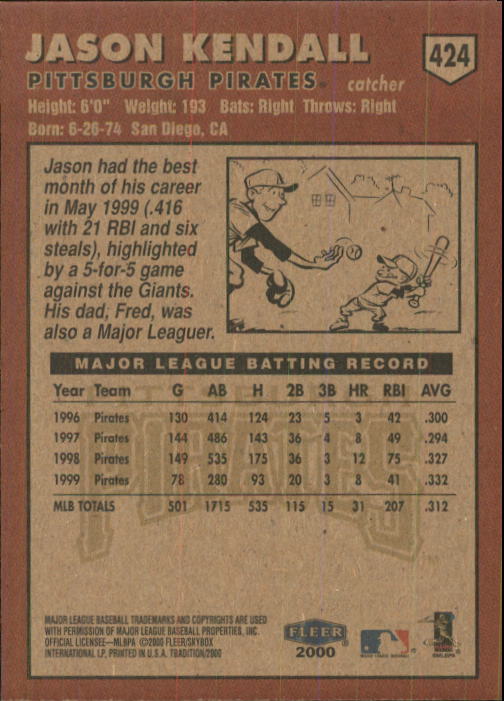 JASON KENDALL
424
PITTSBURGH PIRATES
catcher
Height: 6'0" Weight: 193 Bats: Right Throws: Right
Born: 6-26-74 San Diego, CA
Jason had the best
month of his career
in May 1999 (.416
with 21 RBI and six
steals), highlighted
by a 5-for-5 game
against the Giants.
His dad, Fred, was
also a Major Leaguer.
MAJOR LEAGUE BATTING RECORD
Year Team G AB H 2B 3B HR RBI AVG
1996 Pirates 130 414 124 23 5 3 42 .300
1997 Pirates 144 486 143 36 4 8 49 .294
1998 Pirates 149 535 175 36 3 12 75 .327
1999 Pirates 78 280 93 20 3 8 41 .332
MLB TOTALS 501 1715 535 115 15 31 207 .312
PITTSBURGH
PIRATES
MAJOR LEAGUE BASEBALL TRADEMARKS AND COPYRIGHTS ARE USED
WITH PERMISSION OF MAJOR LEAGUE BASEBALL PROPERTIES, INC.
OFFICIAL LICENSEE—MLBPA ©2000 FLEER/SKYBOX
INTERNATIONAL LP, PRINTED IN U.S.A. TRADITION/2000
FLEER
2000